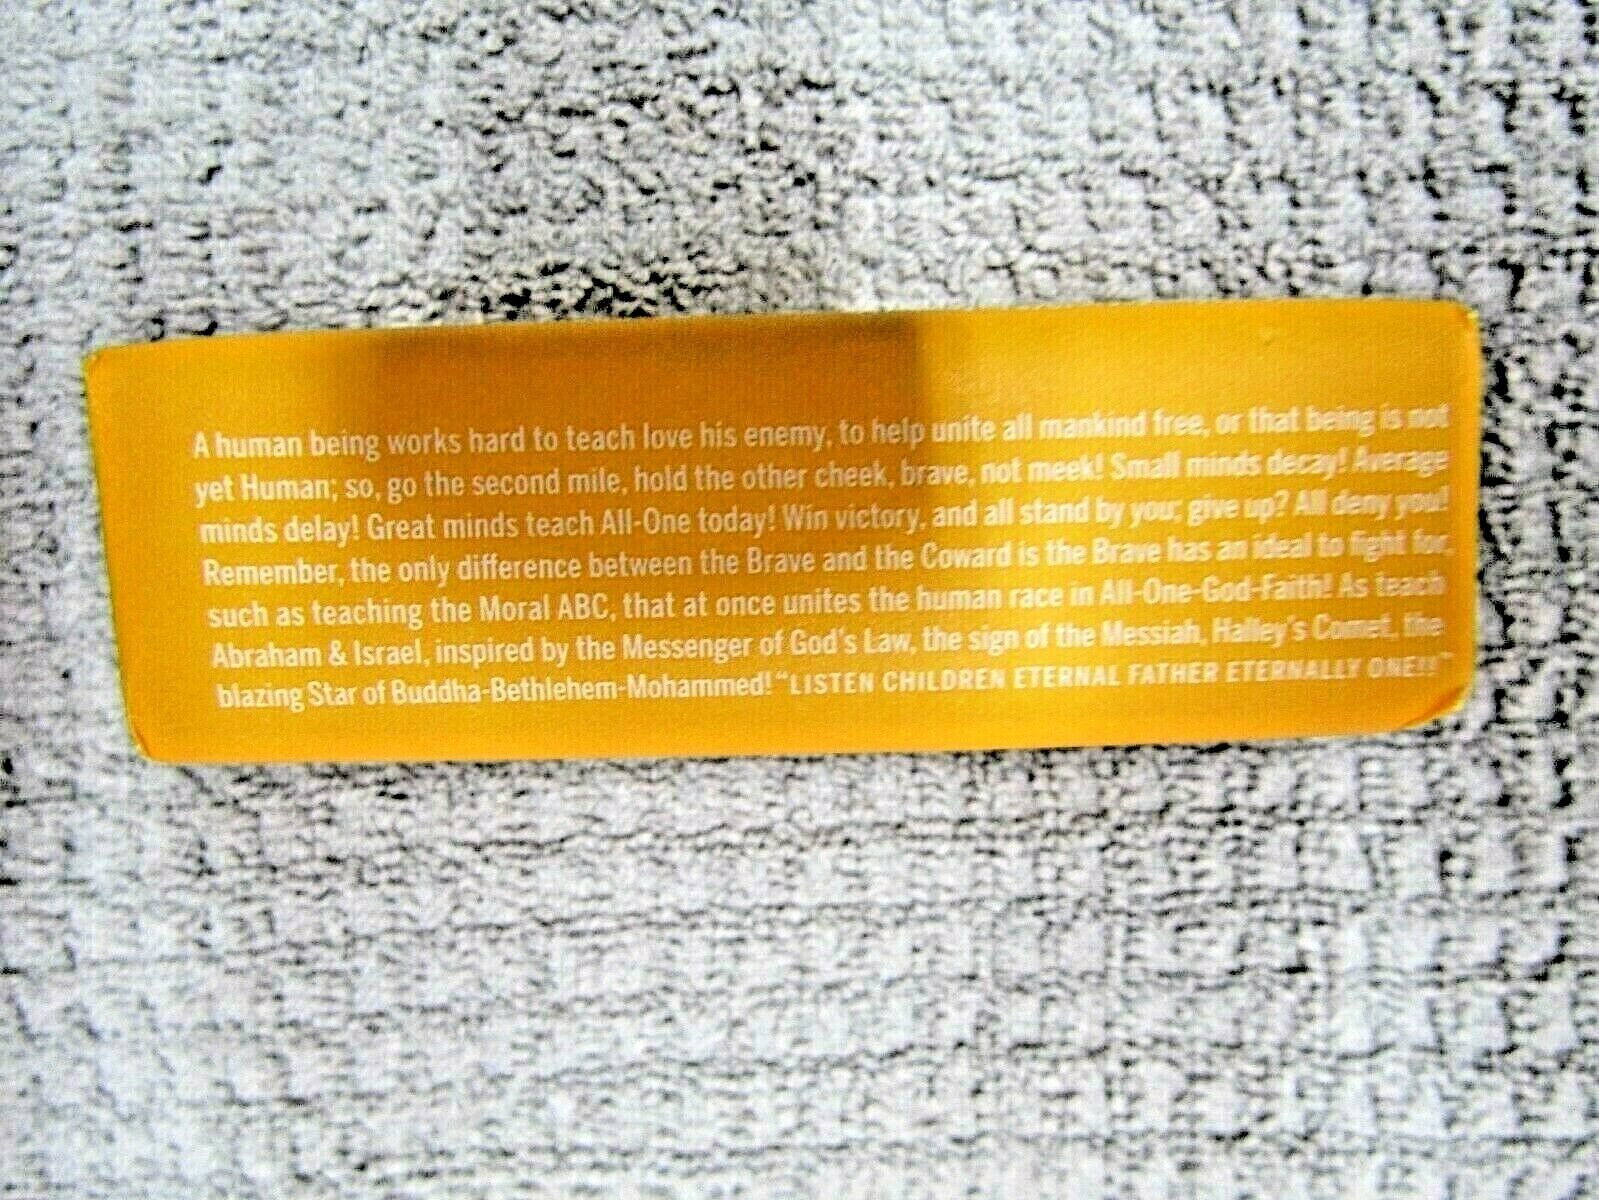 A human being works hard to teach love his enemy, to help unite all mankind free, or that being is not
yet Human; so, go the second mile, hold the other cheek, brave, not meek! Small minds decay! Average
minds delay! Great minds teach All-One today! Win victory, and all stand by you; give up? All deny you!
Remember, the only difference between the Brave and the Coward is the Brave has an ideal to fight for,
such as teaching the Moral ABC, that at once unites the human race in All-One-God-Faith! As teach
Abraham & Israel, inspired by the Messenger of God's Law, the sign of the Messiah, Halley's Comet, the
blazing Star of Buddha-Bethlehem-Mohammed! "LISTEN CHILDREN ETERNAL FATHER ETERNALLY ONE!!"